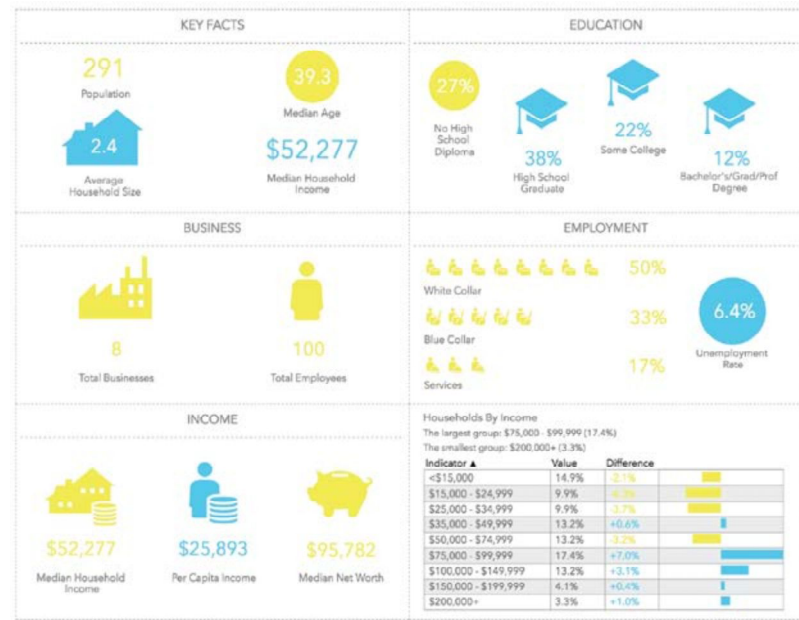 KEY FACTS
291
Population
39.3
Median Age
2.4
Average
Household Size
$52,277
Median Household
Income
EDUCATION
27%
No High
School
Diploma
38%
High School
Graduate
22%
Some College
12%
Bachelor's/Grad/Prof
Degree
BUSINESS
8
Total Businesses
100
Total Employees
EMPLOYMENT
50%
White Collar
33%
Blue Collar
17%
Services
6.4%
Unemployment
Rate
INCOME
$52,277
Median Household
Income
$25,893
Per Capita Income
$95,782
Median Net Worth
Households By Income
The largest group: $75,000 - $99,999 (17.4%)
The smallest group: $200,000+ (3.3%)
Indicator ▲ Value Difference
<$15,000 14.9% -2.1%
$15,000 - $24,999 9.9%
$25,000 - $34,999 9.9% -3.7%
$35,000 - $49,999 13.2% +0.6%
$50,000 - $74,999 13.2% -3.2%
$75,000 - $99,999 17.4% +7.0%
$100,000 - $149,999 13.2% +3.1%
$150,000 - $199,999 4.1% +0.4%
$200,000+ 3.3% +1.0%